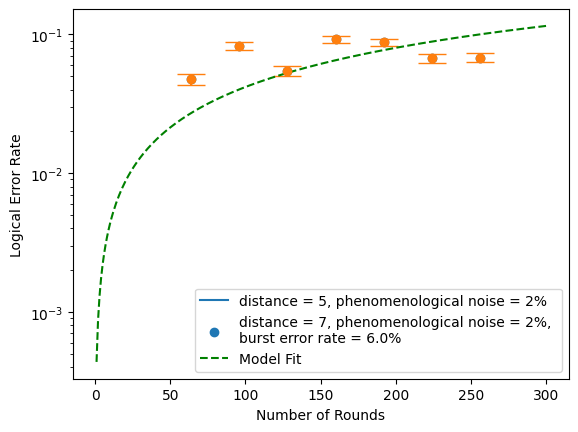 10⁻¹
10⁻²
10⁻³
Logical Error Rate
distance = 5, phenomenological noise = 2%
distance = 7, phenomenological noise = 2%,
burst error rate = 6.0%
Model Fit
0 50 100 150 200 250 300
Number of Rounds